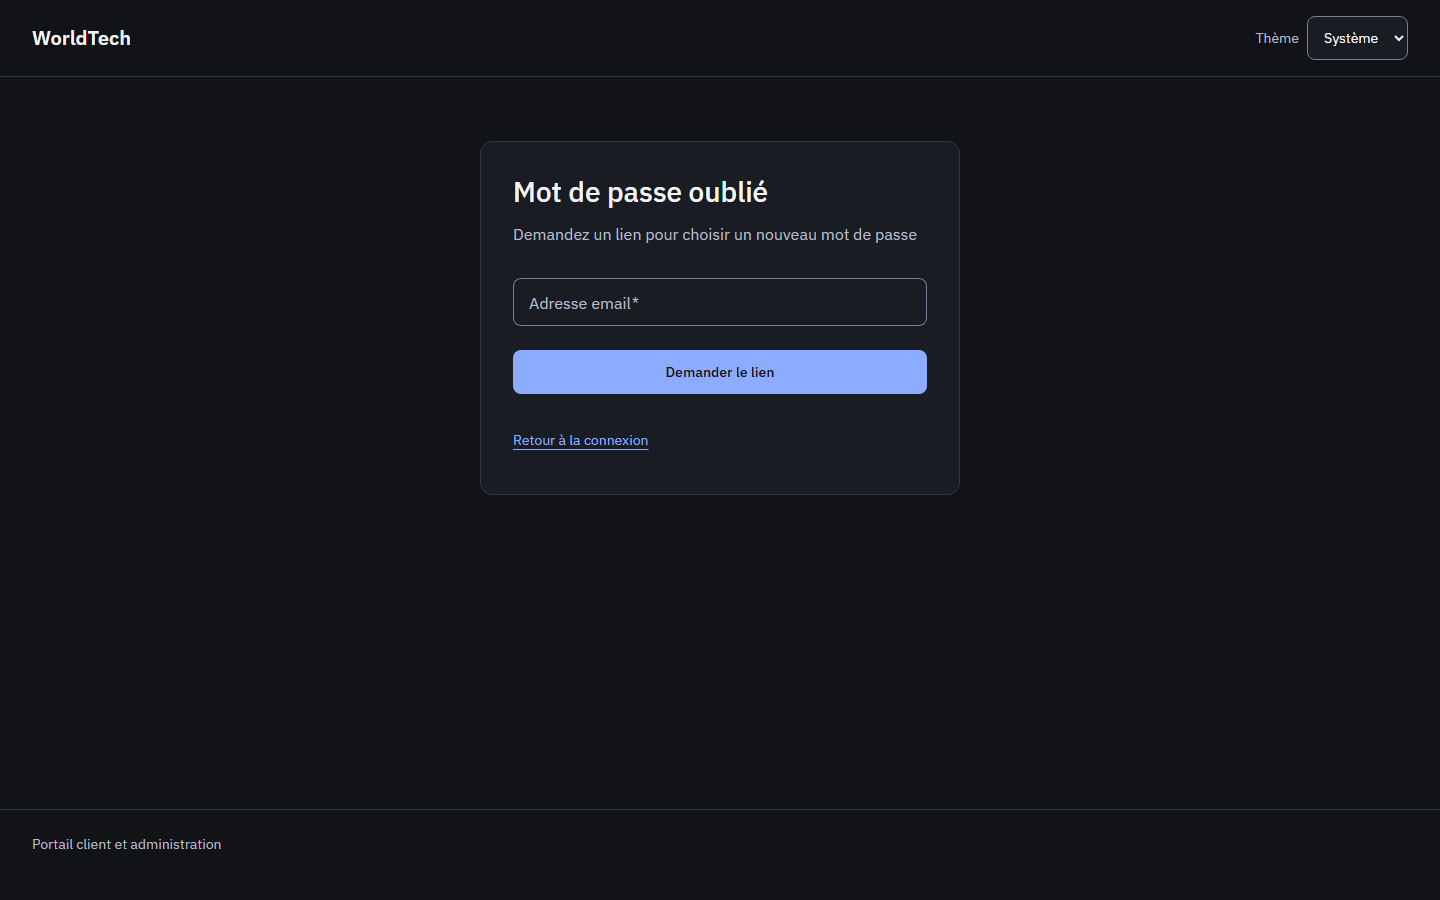 WorldTech
Thème Système
Mot de passe oublié
Demandez un lien pour choisir un nouveau mot de passe
Adresse email*
Demander le lien
Retour à la connexion
Portail client et administration